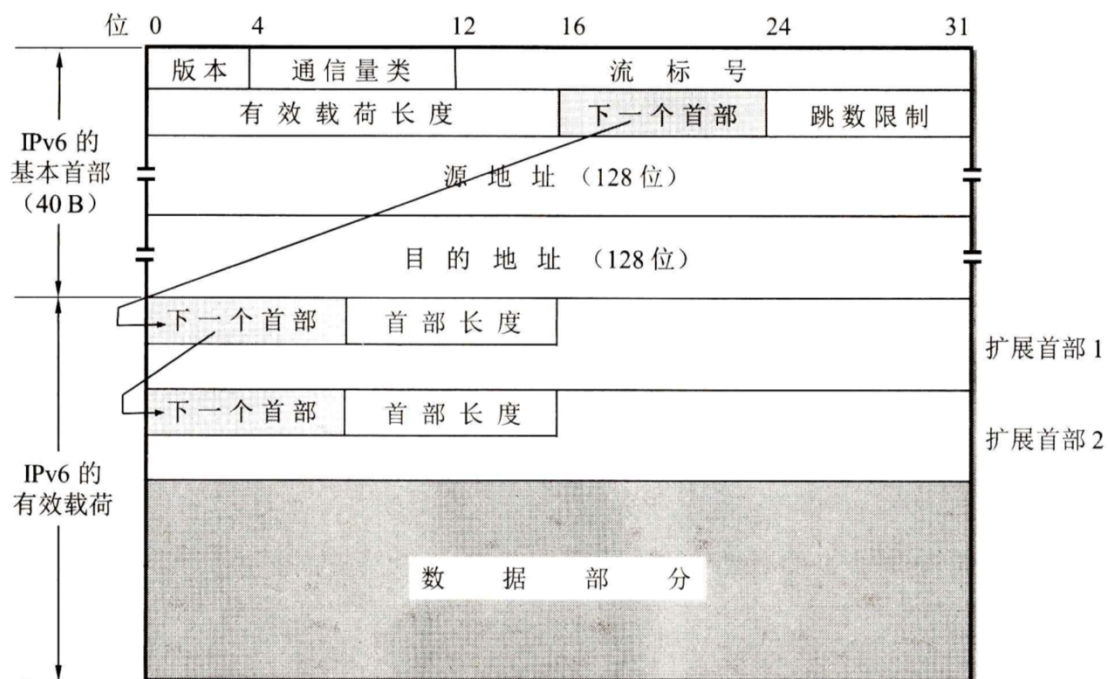 位 0 4 12 16 24 31
版本 通信量类 流标号
有效载荷长度 下一个首部 跳数限制
IPv6 的
基本首部
（40 B）
源地址（128 位）
目的地址（128 位）
下一个首部 首部长度
扩展首部 1
下一个首部 首部长度
扩展首部 2
IPv6 的
有效载荷
数据部分